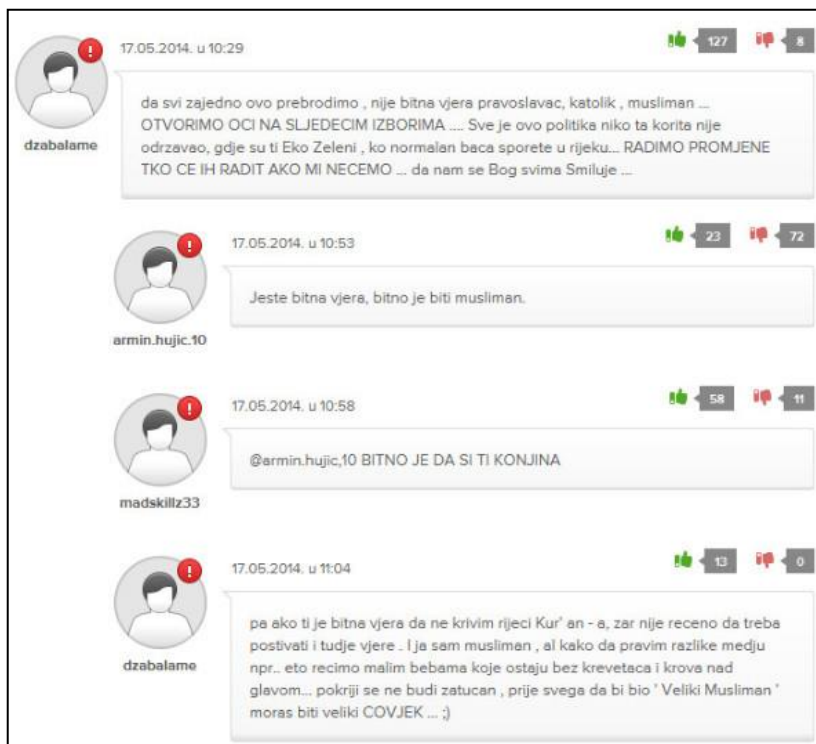 17.05.2014. u 10:29
127
8
da svi zajedno ovo prebrodimo , nije bitna vjera pravoslavac, katolik , musliman ...
OTVORIMO OCI NA SLJEDECIM IZBORIMA .... Sve je ovo politika niko ta korita nije
odrzavao, gdje su ti Eko Zeleni , ko normalan baca sporete u rijeku... RADIMO PROMJENE
TKO CE IH RADIT AKO MI NECEMO ... da nam se Bog svima Smiluje ...
dzabalame
17.05.2014. u 10:53
23
72
Jeste bitna vjera, bitno je biti musliman.
armin.hujic.10
17.05.2014. u 10:58
58
11
@armin.hujic,10 BITNO JE DA SI TI KONJINA
madskillz33
17.05.2014. u 11:04
13
0
pa ako ti je bitna vjera da ne krivim rijeci Kur' an - a, zar nije receno da treba
postivati i tudje vjere . I ja sam musliman , al kako da pravim razlike medju
npr.. eto recimo malim bebama koje ostaju bez krevetaca i krova nad
glavom... pokriji se ne budi zatucan , prije svega da bi bio ' Veliki Musliman '
moras biti veliki COVJEK ... ;)
dzabalame